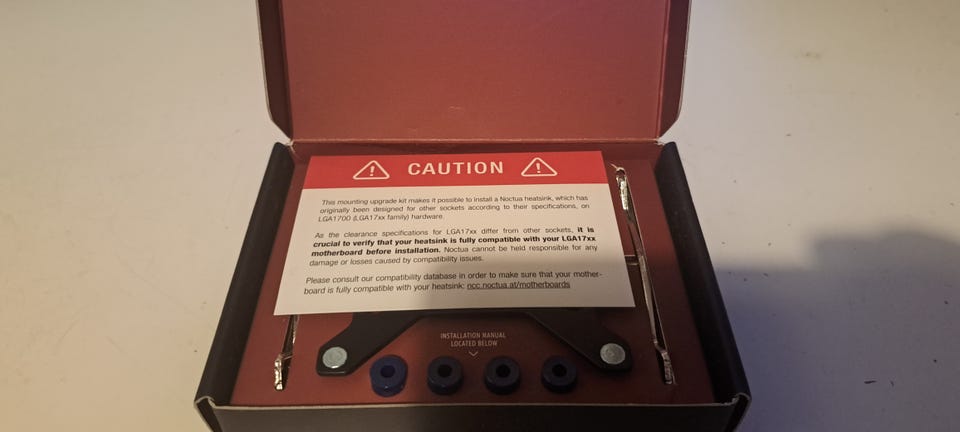 CAUTION
This mounting upgrade kit makes it possible to install a Noctua heatsink, which has
originally been designed for other sockets according to their specifications, on
LGA1700 (LGA17xx family) hardware.
As the clearance specifications for LGA17xx differ from other sockets, it is
crucial to verify that your heatsink is fully compatible with your LGA17xx
motherboard before installation. Noctua cannot be held responsible for any
damage or losses caused by compatibility issues.
Please consult our compatibility database in order to make sure that your mother-
board is fully compatible with your heatsink: ncc.noctua.at/motherboards
INSTALLATION MANUAL
LOCATED BELOW